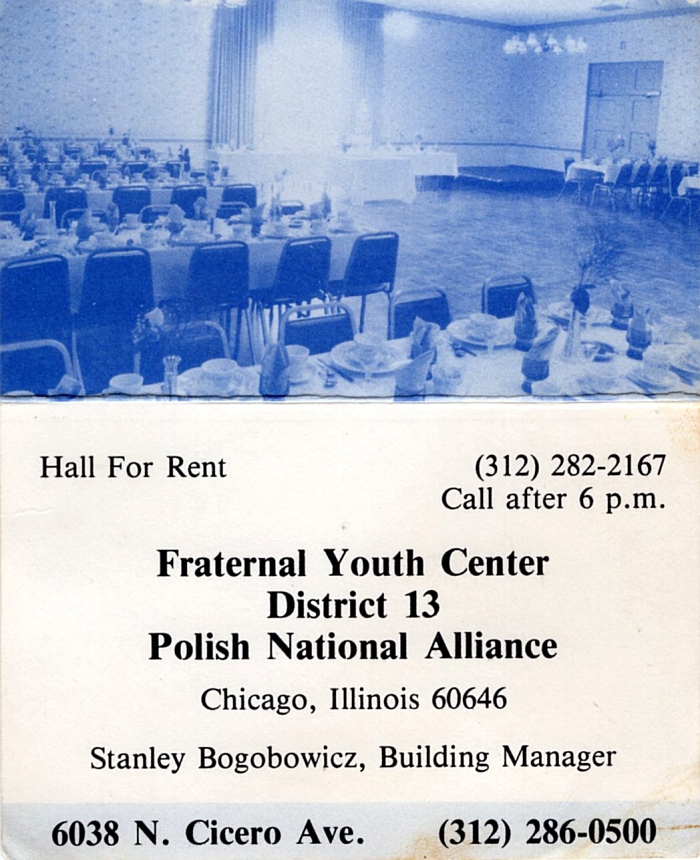 Hall For Rent
(312) 282-2167
Call after 6 p.m.
Fraternal Youth Center
District 13
Polish National Alliance
Chicago, Illinois 60646
Stanley Bogobowicz, Building Manager
6038 N. Cicero Ave.
(312) 286-0500